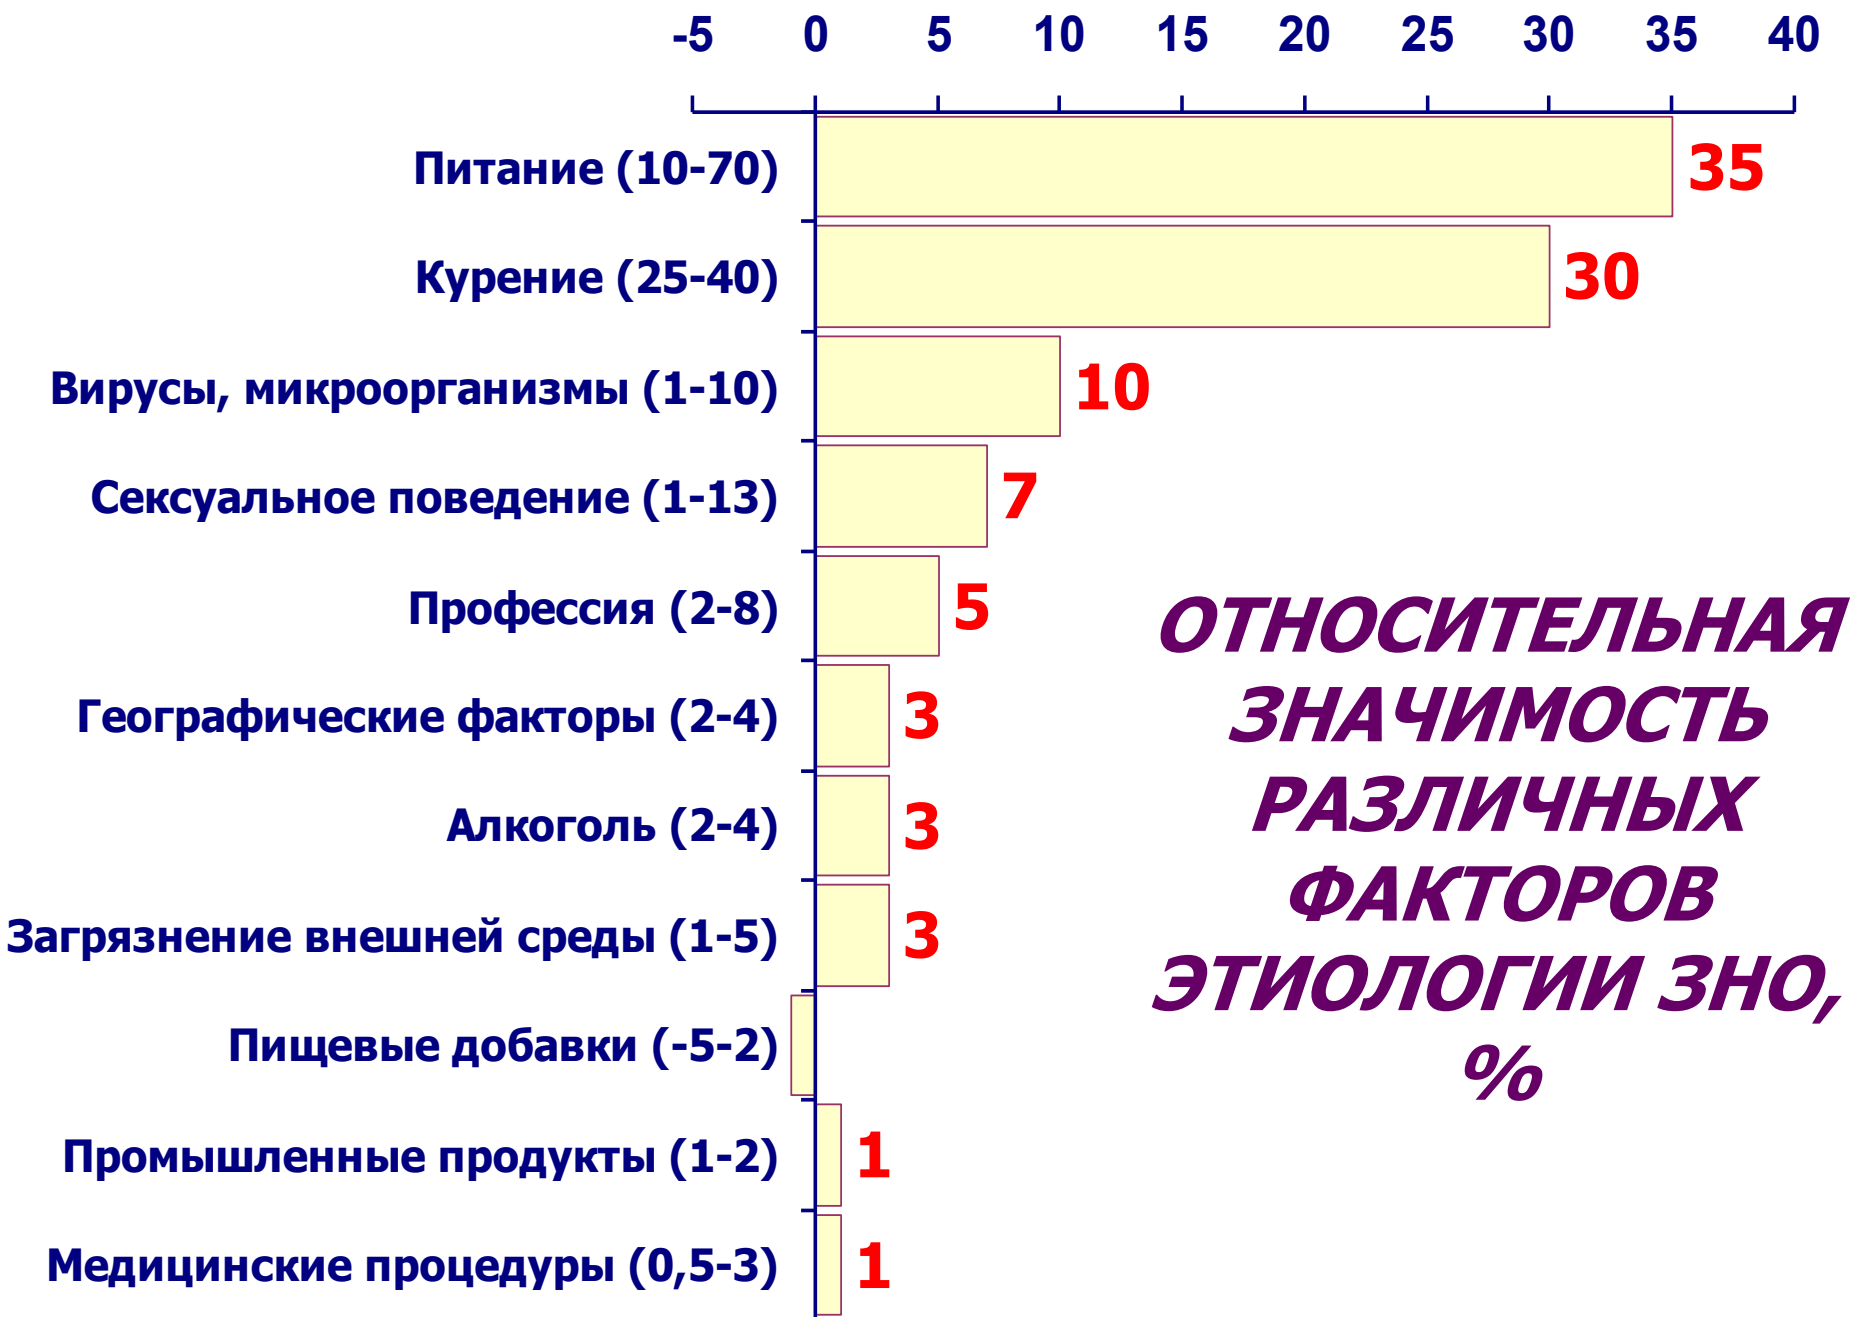 -5 0 5 10 15 20 25 30 35 40
Питание (10-70) 35
Курение (25-40) 30
Вирусы, микроорганизмы (1-10) 10
Сексуальное поведение (1-13) 7
Профессия (2-8) 5
Географические факторы (2-4) 3
Алкоголь (2-4) 3
Загрязнение внешней среды (1-5) 3
Пищевые добавки (-5-2)
Промышленные продукты (1-2) 1
Медицинские процедуры (0,5-3) 1
ОТНОСИТЕЛЬНАЯ
ЗНАЧИМОСТЬ
РАЗЛИЧНЫХ
ФАКТОРОВ
ЭТИОЛОГИИ ЗНО,
%